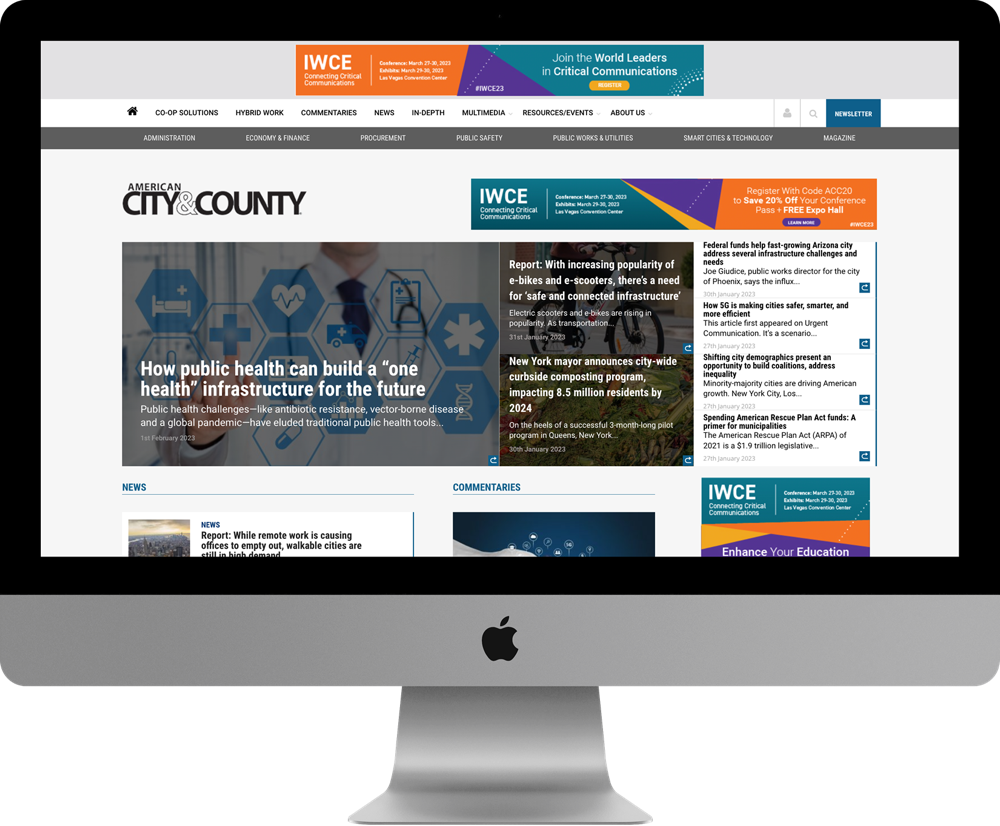 IWCE
Connecting Critical
Communications
Conference: March 27-30, 2023
Exhibits: March 29-30, 2023
Las Vegas Convention Center
#IWCE23
Join the World Leaders
in Critical Communications
REGISTER
CO-OP SOLUTIONS HYBRID WORK COMMENTARIES NEWS IN-DEPTH MULTIMEDIA RESOURCES/EVENTS ABOUT US NEWSLETTER
ADMINISTRATION ECONOMY & FINANCE PROCUREMENT PUBLIC SAFETY PUBLIC WORKS & UTILITIES SMART CITIES & TECHNOLOGY MAGAZINE
AMERICAN
CITY&COUNTY
IWCE
Connecting Critical
Communications
Conference: March 27-30, 2023
Exhibits: March 29-30, 2023
Las Vegas Convention Center
Register With Code ACC20
to Save 20% Off Your Conference
Pass + FREE Expo Hall
LEARN MORE
#IWCE23
How public health can build a “one
health” infrastructure for the future
Public health challenges—like antibiotic resistance, vector-borne disease
and a global pandemic—have eluded traditional public health tools...
1st February 2023
Report: With increasing popularity of
e-bikes and e-scooters, there’s a need
for ‘safe and connected infrastructure’
Electric scooters and e-bikes are rising in
popularity. As transportation...
31st January 2023
New York mayor announces city-wide
curbside composting program,
impacting 8.5 million residents by
2024
On the heels of a successful 3-month-long pilot
program in Queens, New York...
30th January 2023
Federal funds help fast-growing Arizona city
address several infrastructure challenges and
needs
Joe Giudice, public works director for the city
of Phoenix, says the influx...
30th January 2023
How 5G is making cities safer, smarter, and
more efficient
This article first appeared on Urgent
Communication. It’s a scenario...
27th January 2023
Shifting city demographics present an
opportunity to build coalitions, address
inequality
Minority-majority cities are driving American
growth. New York City, Los...
27th January 2023
Spending American Rescue Plan Act funds: A
primer for municipalities
The American Rescue Plan Act (ARPA) of
2021 is a $1.9 trillion legislative...
27th January 2023
NEWS
NEWS
Report: While remote work is causing
offices to empty out, walkable cities are
still in high demand
COMMENTARIES
IWCE
Connecting Critical
Communications
Conference: March 27-30, 2023
Exhibits: March 29-30, 2023
Las Vegas Convention Center
Enhance Your Education